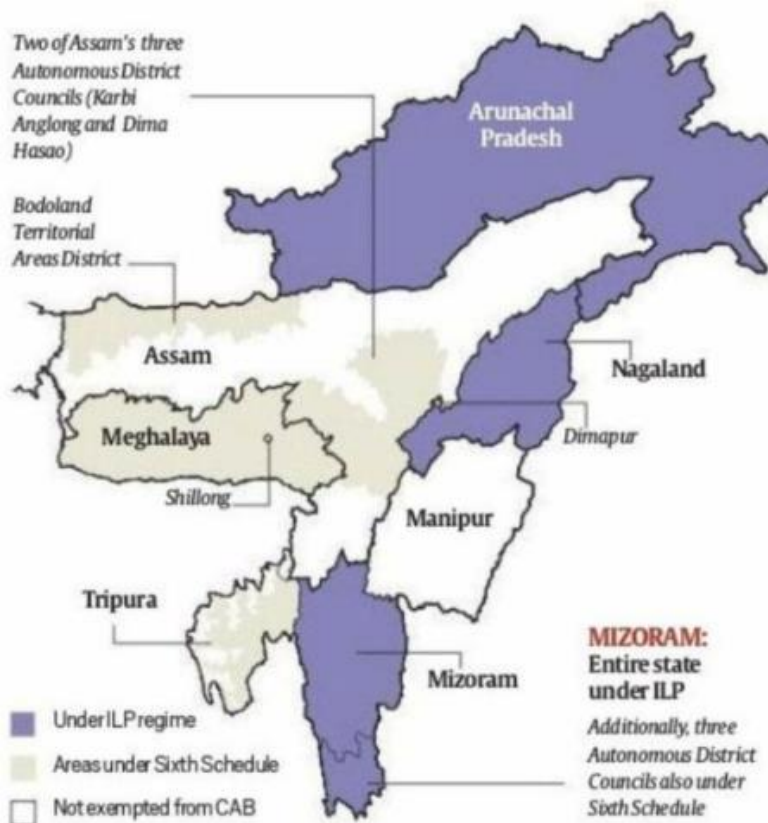 Two of Assam's three
Autonomous District
Councils (Karbi
Anglong and Dima
Hasao)
Arunachal
Pradesh
Bodoland
Territorial
Areas District
Assam
Nagaland
Meghalaya
Dimapur
Shillong
Manipur
Tripura
Mizoram
MIZORAM:
Entire state
under ILP
Additionally, three
Autonomous District
Councils also under
Sixth Schedule
Under ILP regime
Areas under Sixth Schedule
Not exempted from CAB